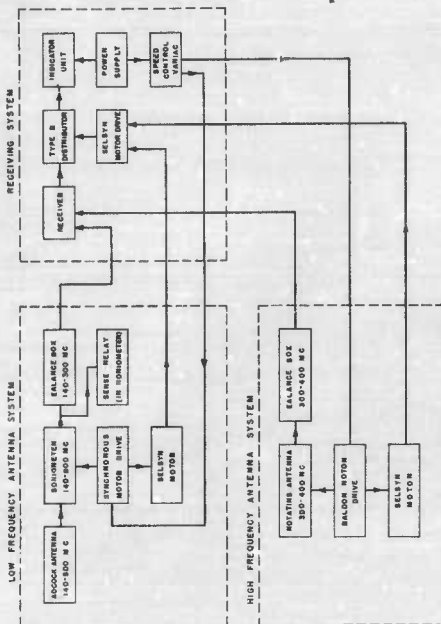 RECEIVING SYSTEM
INDICATOR
UNIT
POWER
SUPPLY
SPEED
CONTROL
VARIAC
TYPE B
DISTRIBUTOR
SELSYN
MOTOR DRIVE
RECEIVER
LOW FREQUENCY ANTENNA SYSTEM
BALANCE BOX
140-300 MC
SENSE RELAY
(IN GONIOMETER)
GONIOMETER
140-300 MC
SYNCHRONOUS
MOTOR DRIVE
SELSYN
MOTOR
ADCOCK ANTENNA
140-300 MC
HIGH FREQUENCY ANTENNA SYSTEM
BALANCE BOX
300-400 MC
ROTATING ANTENNA
300-400 MC
BALDOR MOTOR
DRIVE
SELSYN
MOTOR